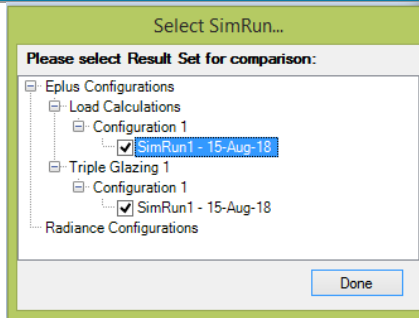 Select SimRun...
Please select Result Set for comparison:
Eplus Configurations
Load Calculations
Configuration 1
SimRun1 - 15-Aug-18
Triple Glazing 1
Configuration 1
SimRun1 - 15-Aug-18
Radiance Configurations
Done